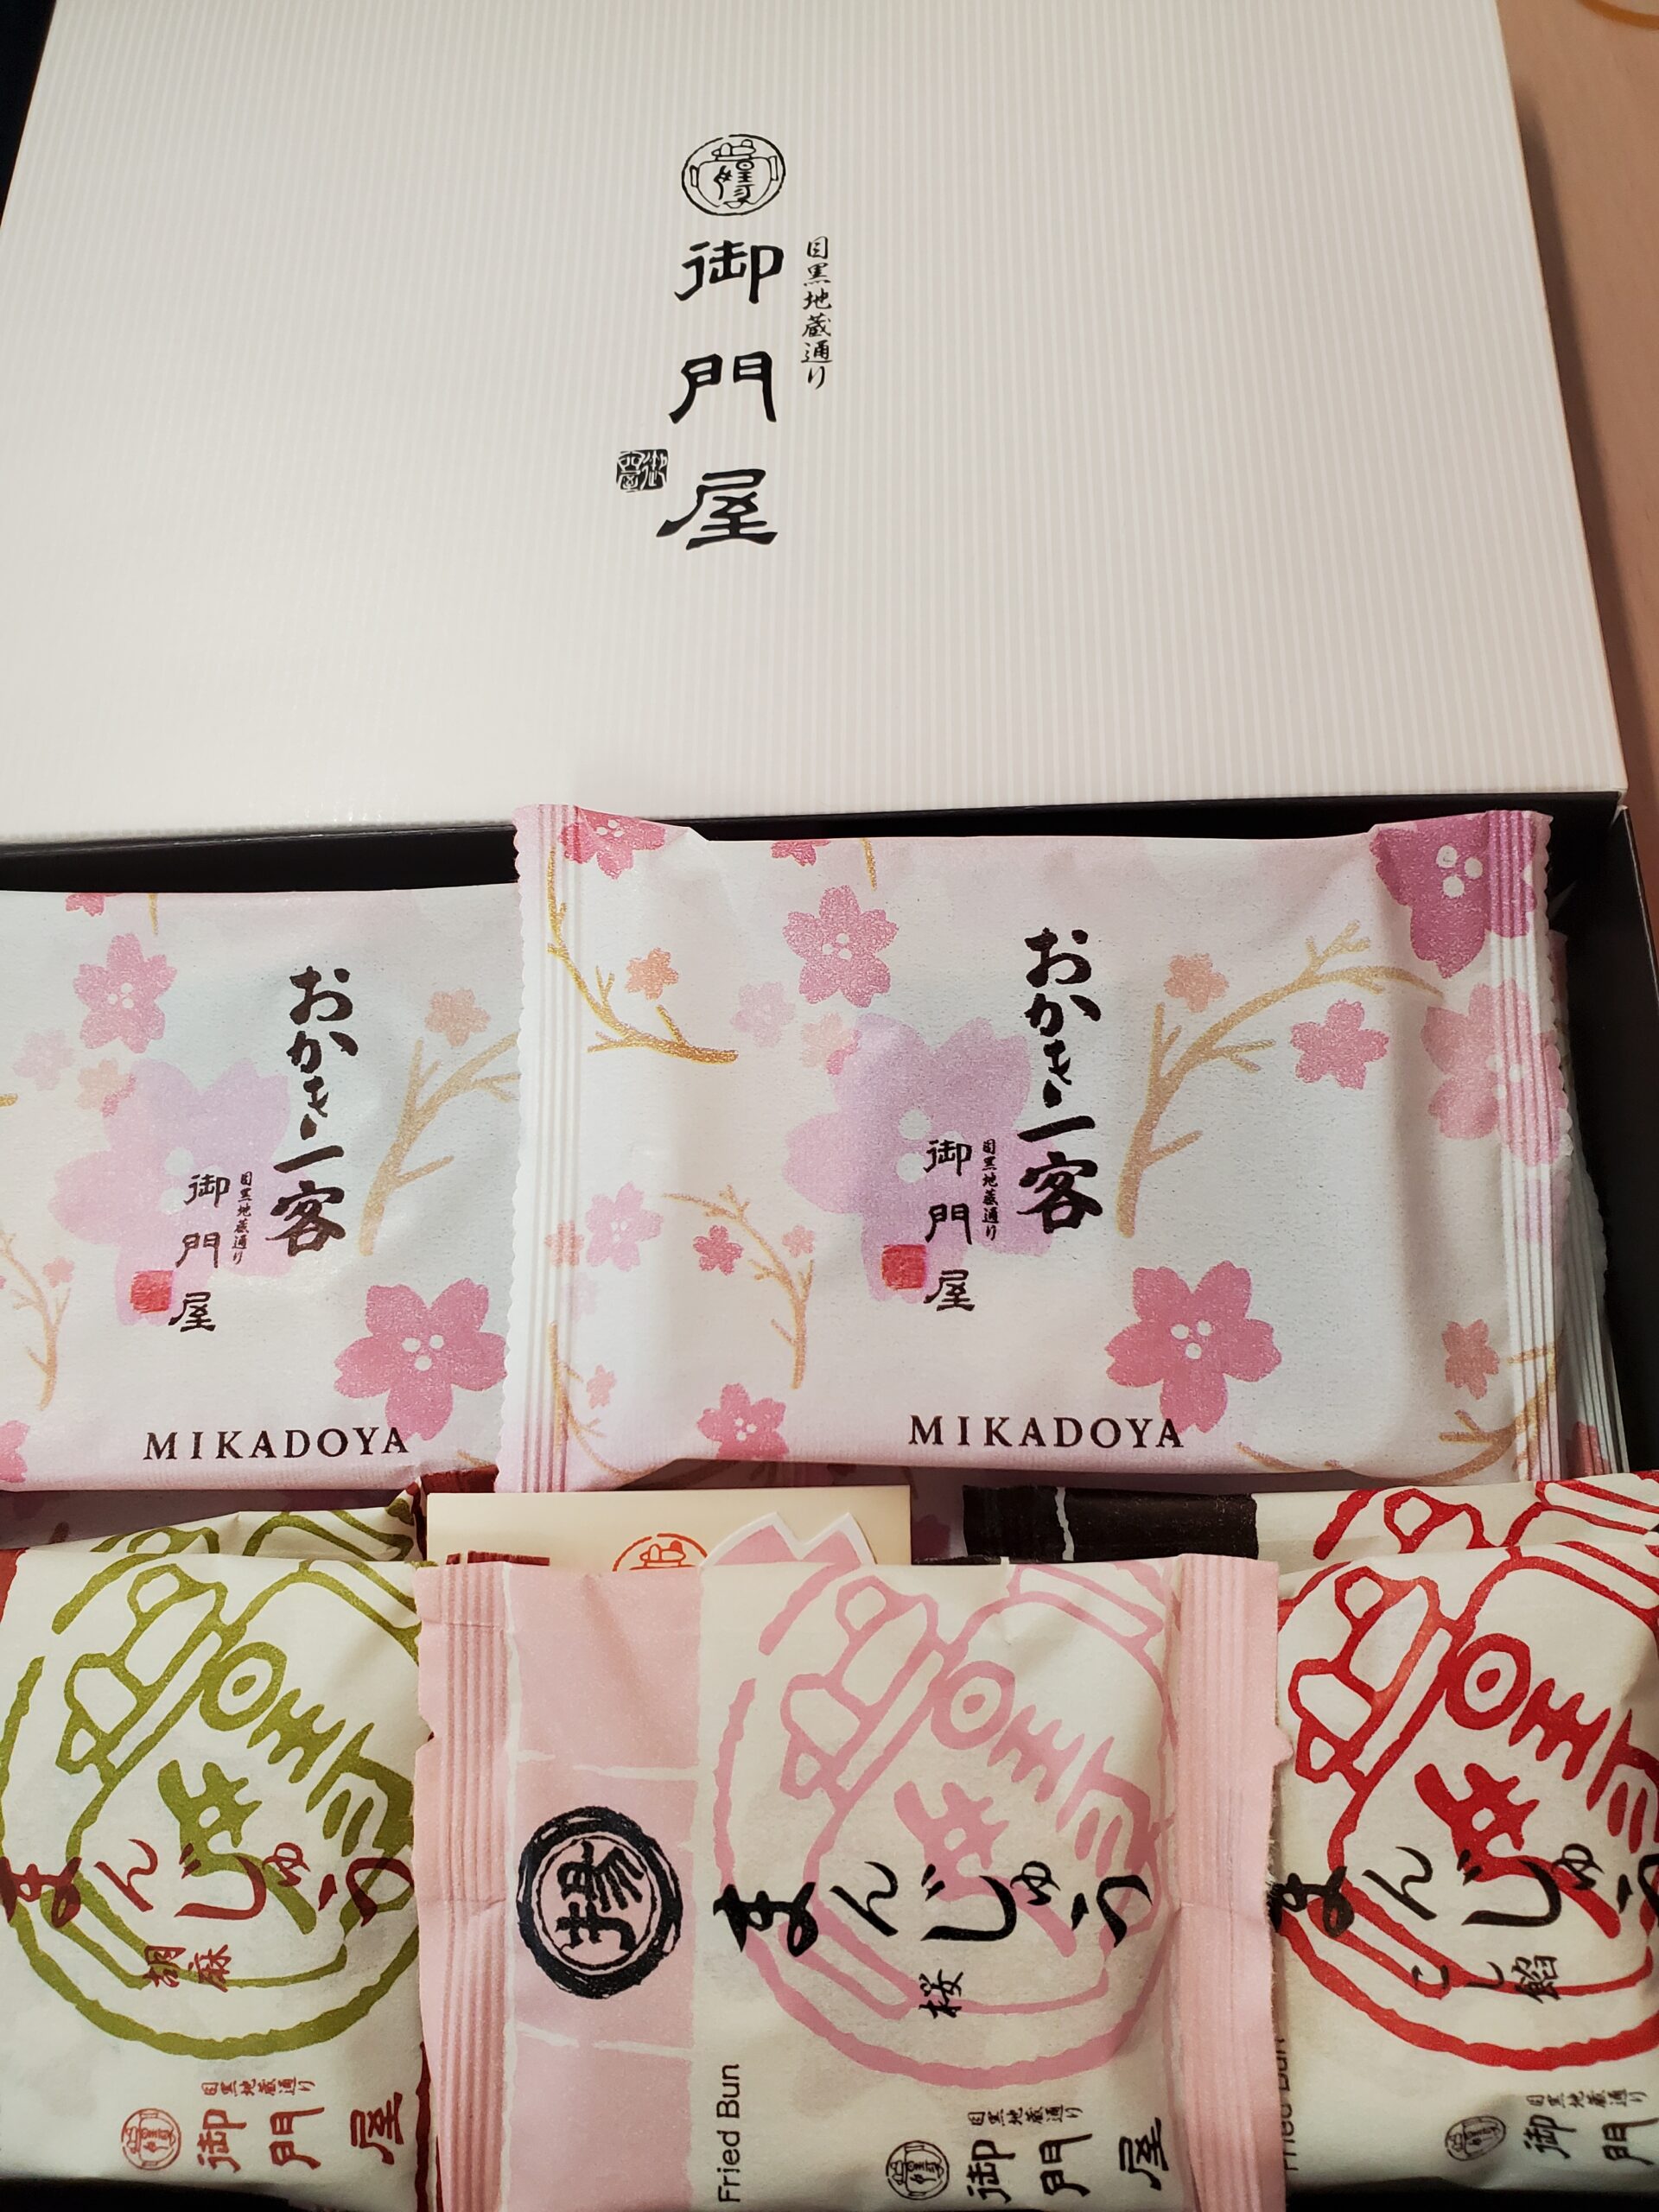 目黒地蔵通り
御門屋
おかき一客
目黒地蔵通り
御門屋
MIKADOYA
おかき一客
目黒地蔵通り
御門屋
MIKADOYA
まんじゅう
胡麻
目黒地蔵通り
御門屋
揚
まんじゅう
桜
Fried Bun
目黒地蔵通り
御門屋
まんじゅう
こし餡
Fried Bun
目黒地蔵通り
御門